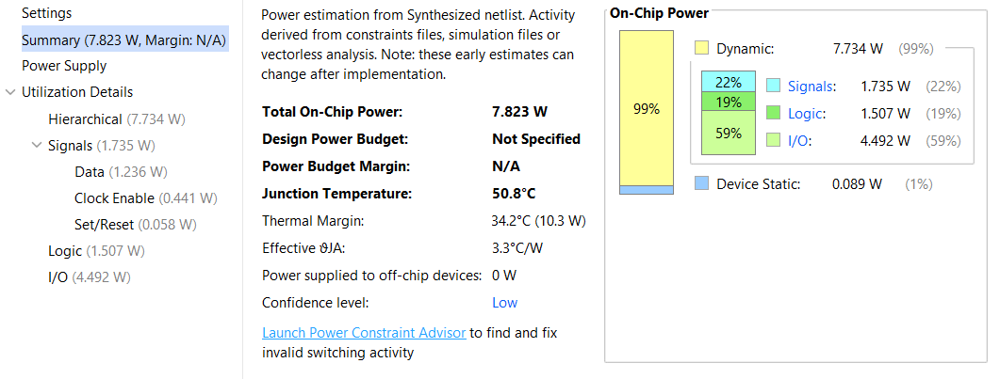 Settings
Summary (7.823 W, Margin: N/A)
Power Supply
Utilization Details
Hierarchical (7.734 W)
Signals (1.735 W)
Data (1.236 W)
Clock Enable (0.441 W)
Set/Reset (0.058 W)
Logic (1.507 W)
I/O (4.492 W)
Power estimation from Synthesized netlist. Activity
derived from constraints files, simulation files or
vectorless analysis. Note: these early estimates can
change after implementation.
Total On-Chip Power: 7.823 W
Design Power Budget: Not Specified
Power Budget Margin: N/A
Junction Temperature: 50.8°C
Thermal Margin: 34.2°C (10.3 W)
Effective ϑJA: 3.3°C/W
Power supplied to off-chip devices: 0 W
Confidence level: Low
Launch Power Constraint Advisor to find and fix
invalid switching activity
On-Chip Power
99%
Dynamic: 7.734 W (99%)
22%
19%
59%
Signals: 1.735 W (22%)
Logic: 1.507 W (19%)
I/O: 4.492 W (59%)
Device Static: 0.089 W (1%)